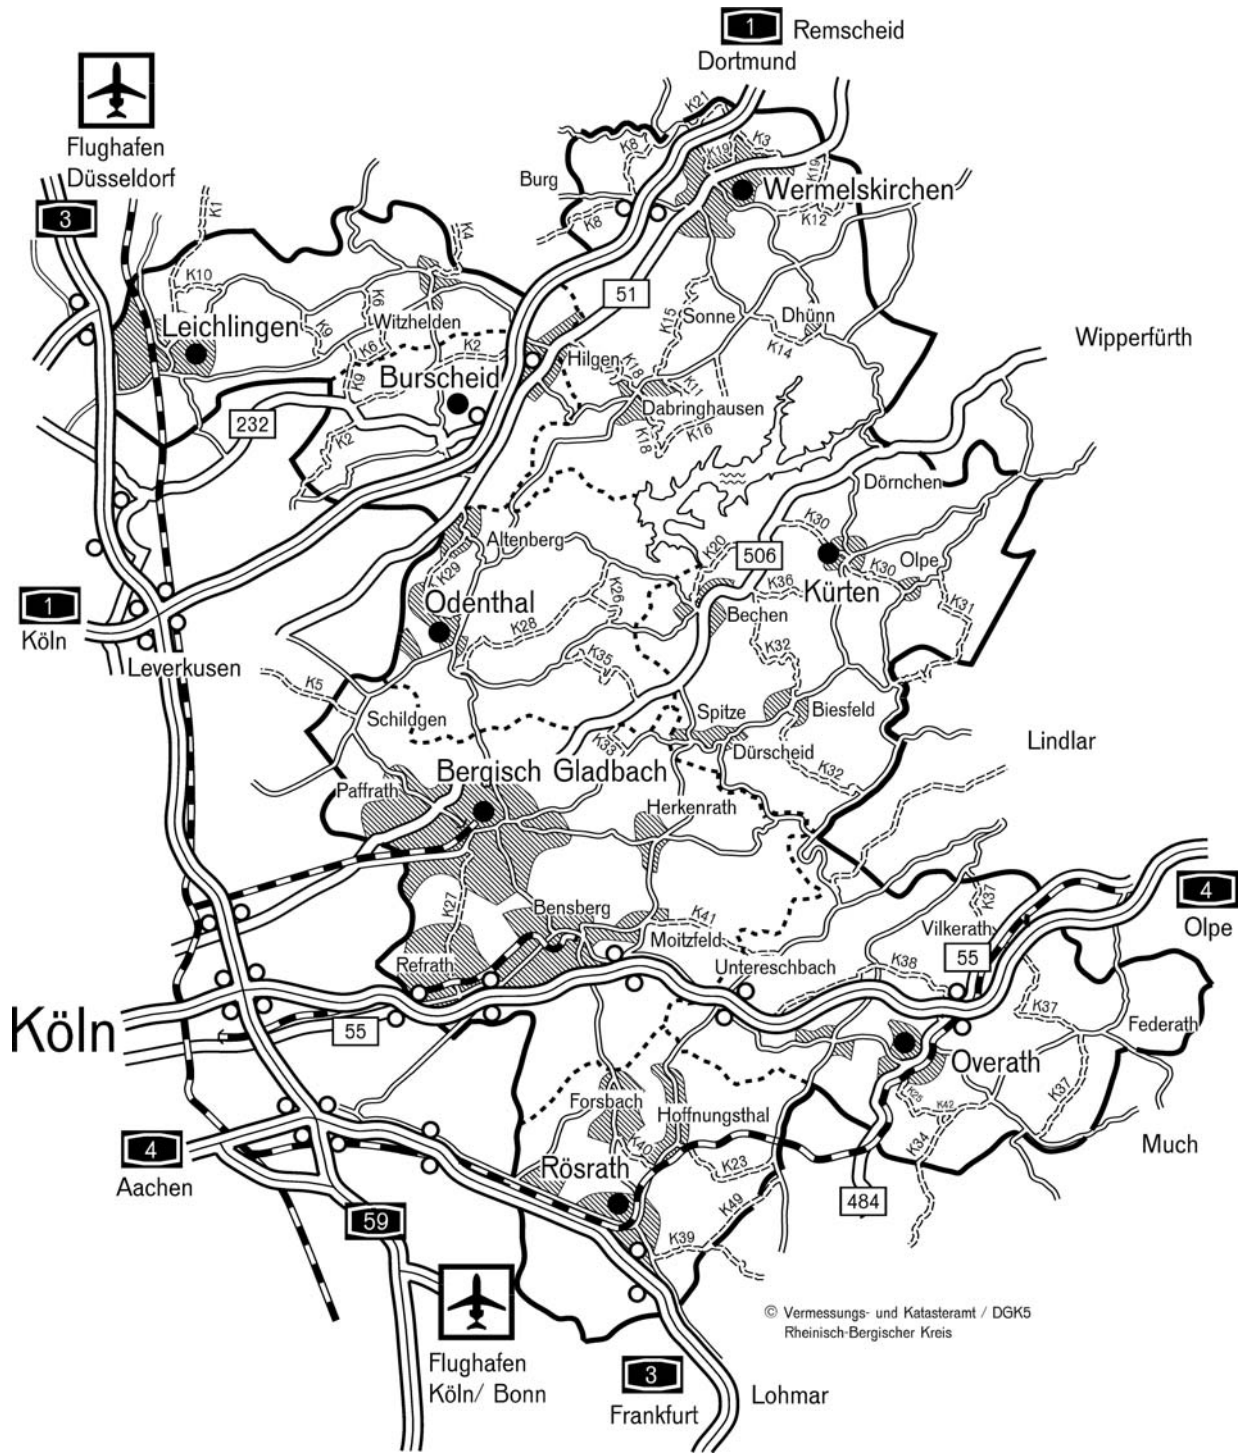 1 Remscheid
Dortmund
Flughafen
Düsseldorf
3
K1
K4
K10
K9
K6
K6
K9
Witzhelden
Leichlingen
K2
Burscheid
K2
232
Burg
K8
K8
K21
K19
K3
K19
K12
Wermelskirchen
51
Sonne
Dhünn
K15
K14
Hilgen
K18
K11
Dabringhausen
K16
K18
Wipperfürth
Dörnchen
Altenberg
K29
Odenthal
K28
K26
K35
K20
506
K30
K36
Kürten
K30
Olpe
K31
Bechen
K32
1
Köln
Leverkusen
K5
Schildgen
Spitze
Biesfeld
Dürscheid
K33
K32
Lindlar
Bergisch Gladbach
Paffrath
Herkenrath
K27
Bensberg
K41
Moitzfeld
Refrath
Untereschbach
K38
Vilkerath
K37
55
4
Olpe
Köln
55
K37
Federath
Overath
K37
K25
K42
K34
Much
Forsbach
Hoffnungsthal
K40
Rösrath
K23
K49
K39
484
4
Aachen
59
Flughafen
Köln/ Bonn
3
Frankfurt
Lohmar
© Vermessungs- und Katasteramt / DGK5
Rheinisch-Bergischer Kreis